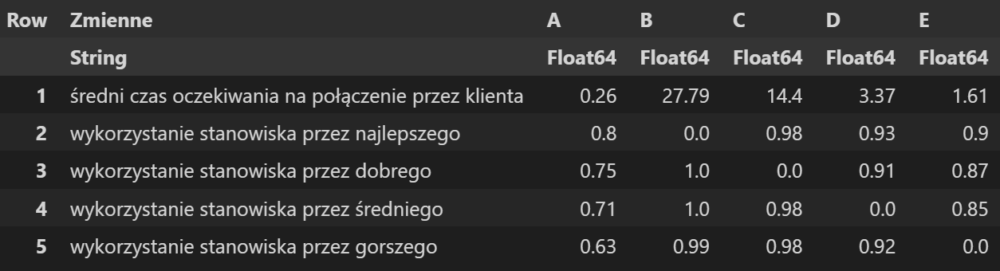 Row Zmienne A B C D E
String Float64 Float64 Float64 Float64 Float64
1 średni czas oczekiwania na połączenie przez klienta 0.26 27.79 14.4 3.37 1.61
2 wykorzystanie stanowiska przez najlepszego 0.8 0.0 0.98 0.93 0.9
3 wykorzystanie stanowiska przez dobrego 0.75 1.0 0.0 0.91 0.87
4 wykorzystanie stanowiska przez średniego 0.71 1.0 0.98 0.0 0.85
5 wykorzystanie stanowiska przez gorszego 0.63 0.99 0.98 0.92 0.0